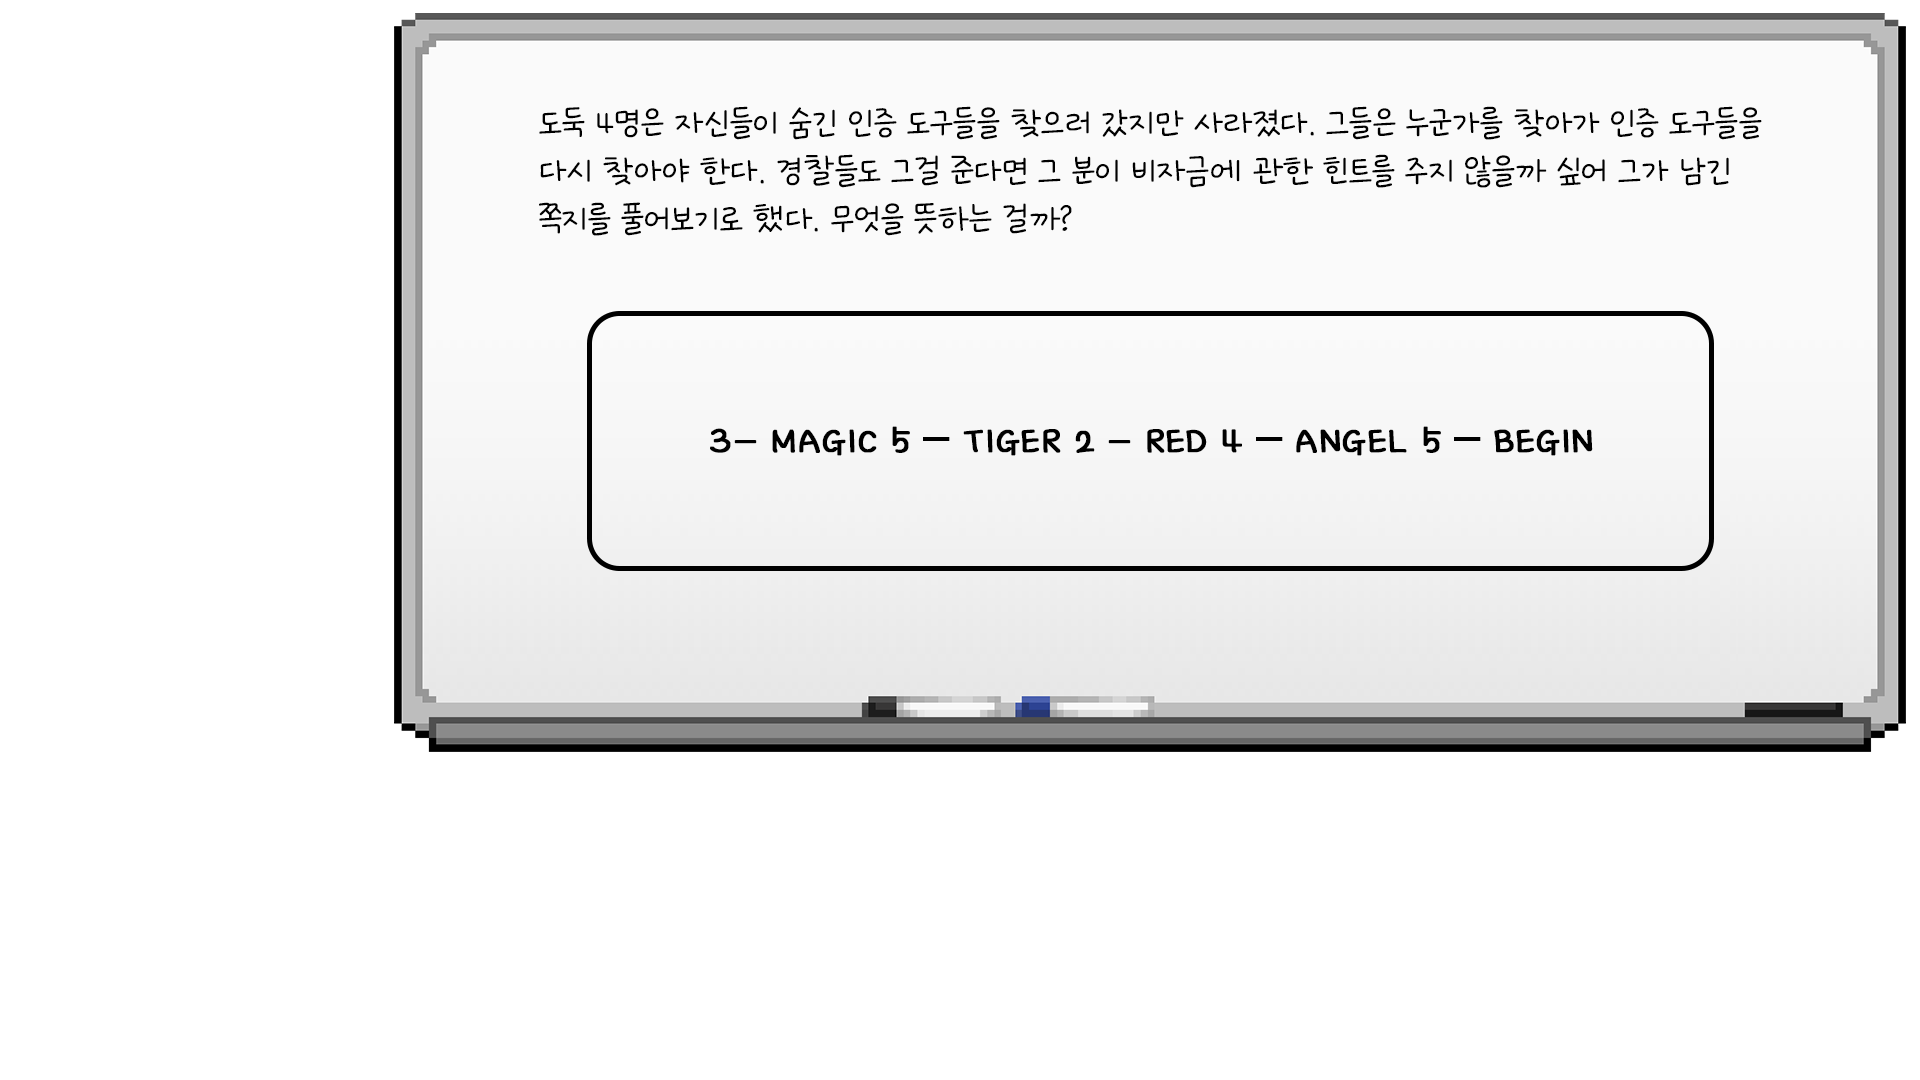 도둑 4명은 자신들이 숨긴 인증 도구들을 찾으러 갔지만 사라졌다. 그들은 누군가를 찾아가 인증 도구들을
다시 찾아야 한다. 경찰들도 그걸 준다면 그 분이 비자금에 관한 힌트를 주지 않을까 싶어 그가 남긴
쪽지를 풀어보기로 했다. 무엇을 뜻하는 걸까?
3– MAGIC 5 — TIGER 2 – RED 4 — ANGEL 5 — BEGIN